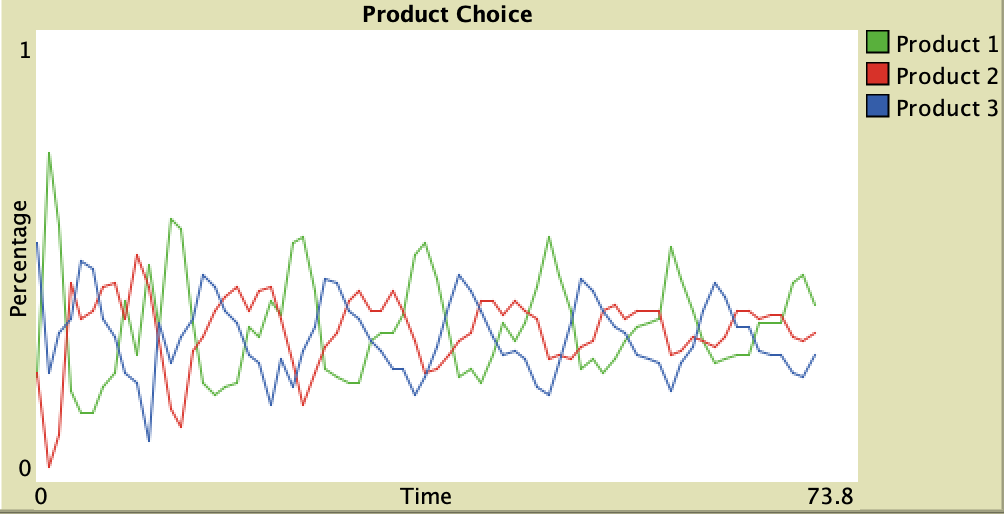 Product Choice
1
Product 1
Product 2
Product 3
Percentage
0
0
Time
73.8